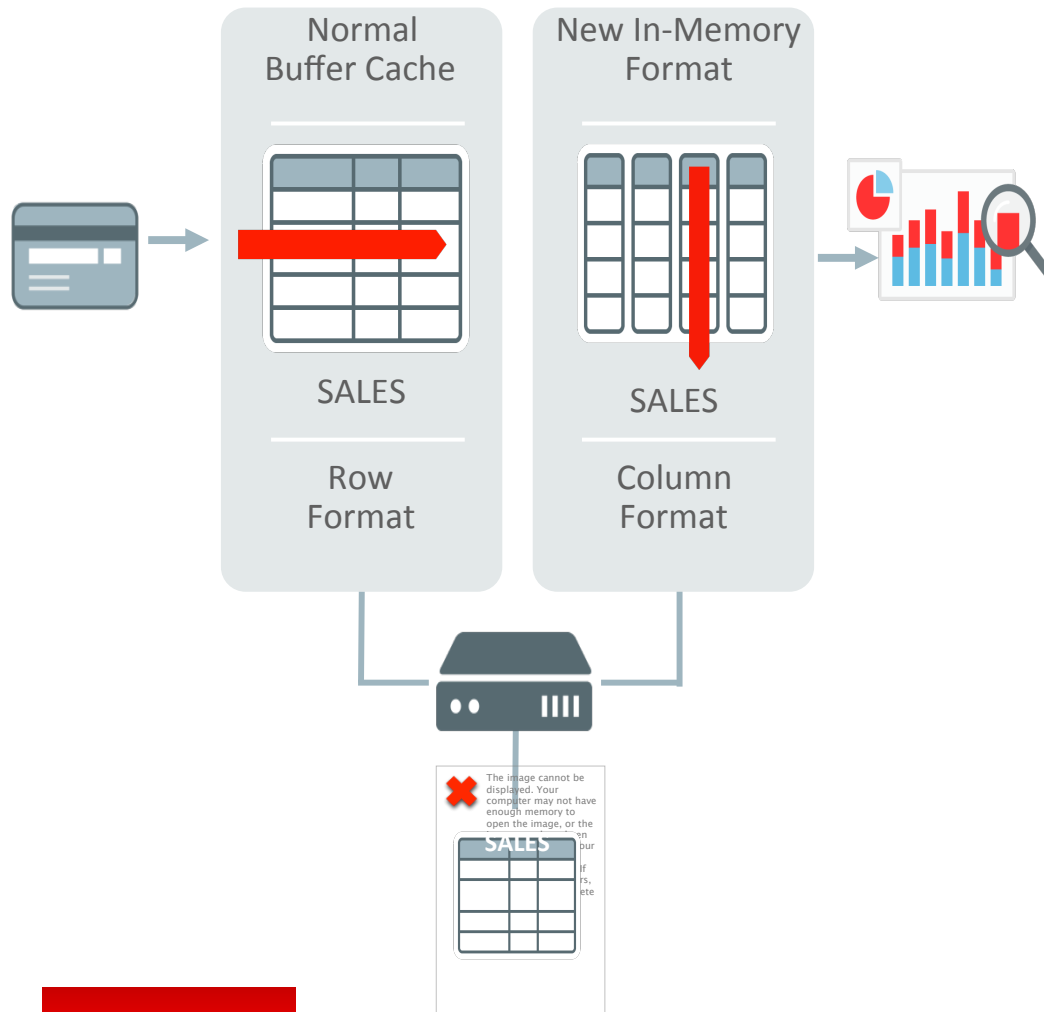 Normal
Buffer Cache
New In-Memory
Format
SALES
SALES
Row
Format
Column
Format
The image cannot be
displayed. Your
computer may not have
enough memory to
open the image, or the
SALES